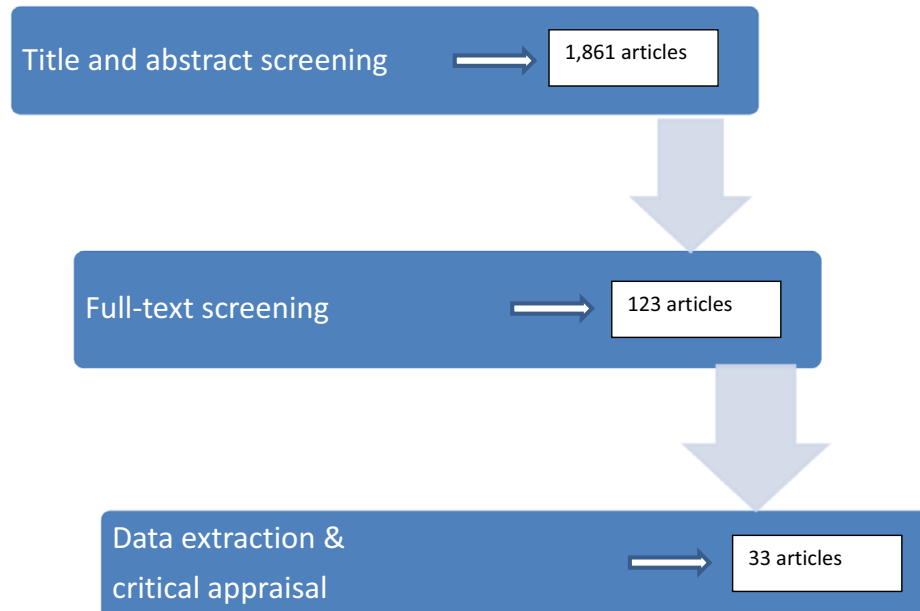 Title and abstract screening
1,861 articles
Full-text screening
123 articles
Data extraction &
critical appraisal
33 articles